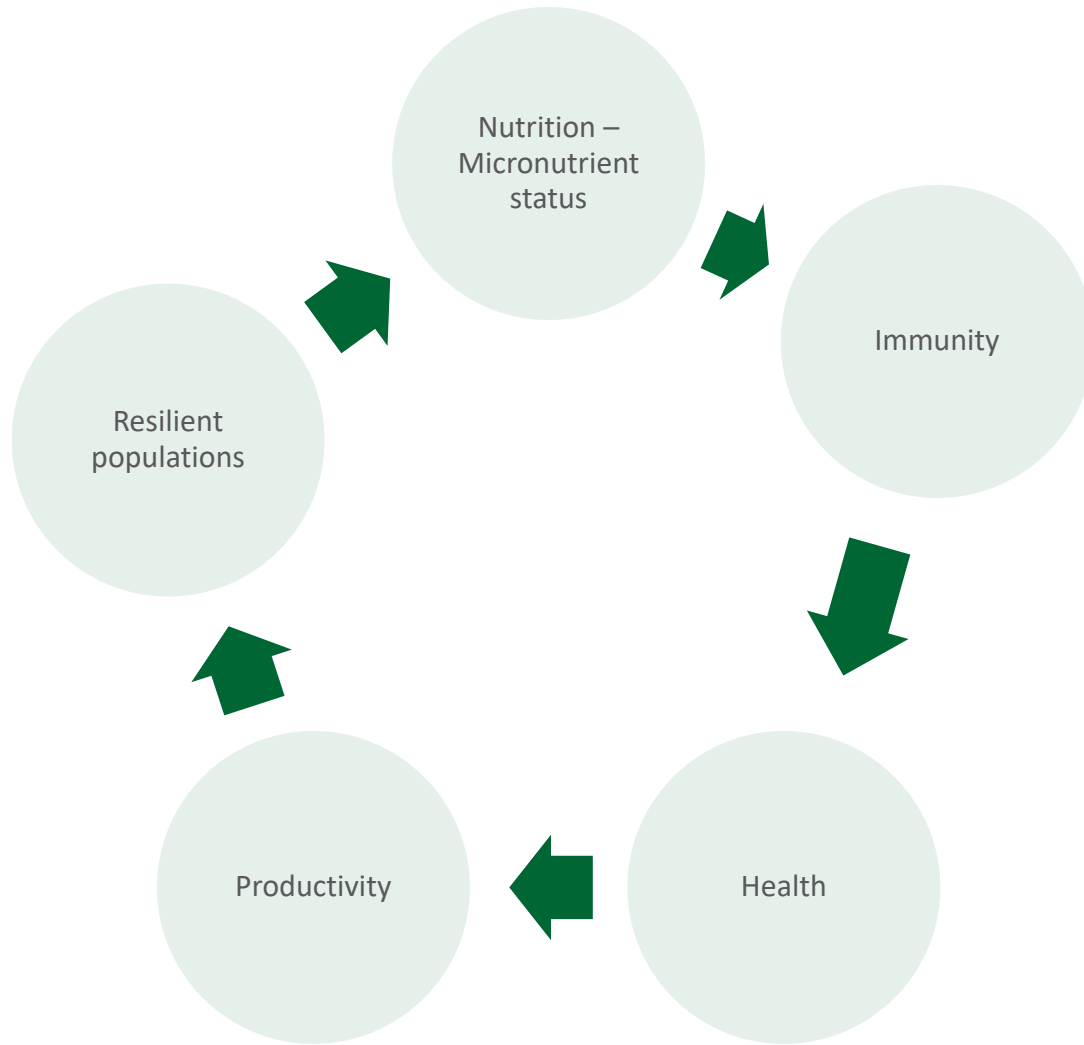 Nutrition –
Micronutrient
status
Immunity
Health
Productivity
Resilient
populations